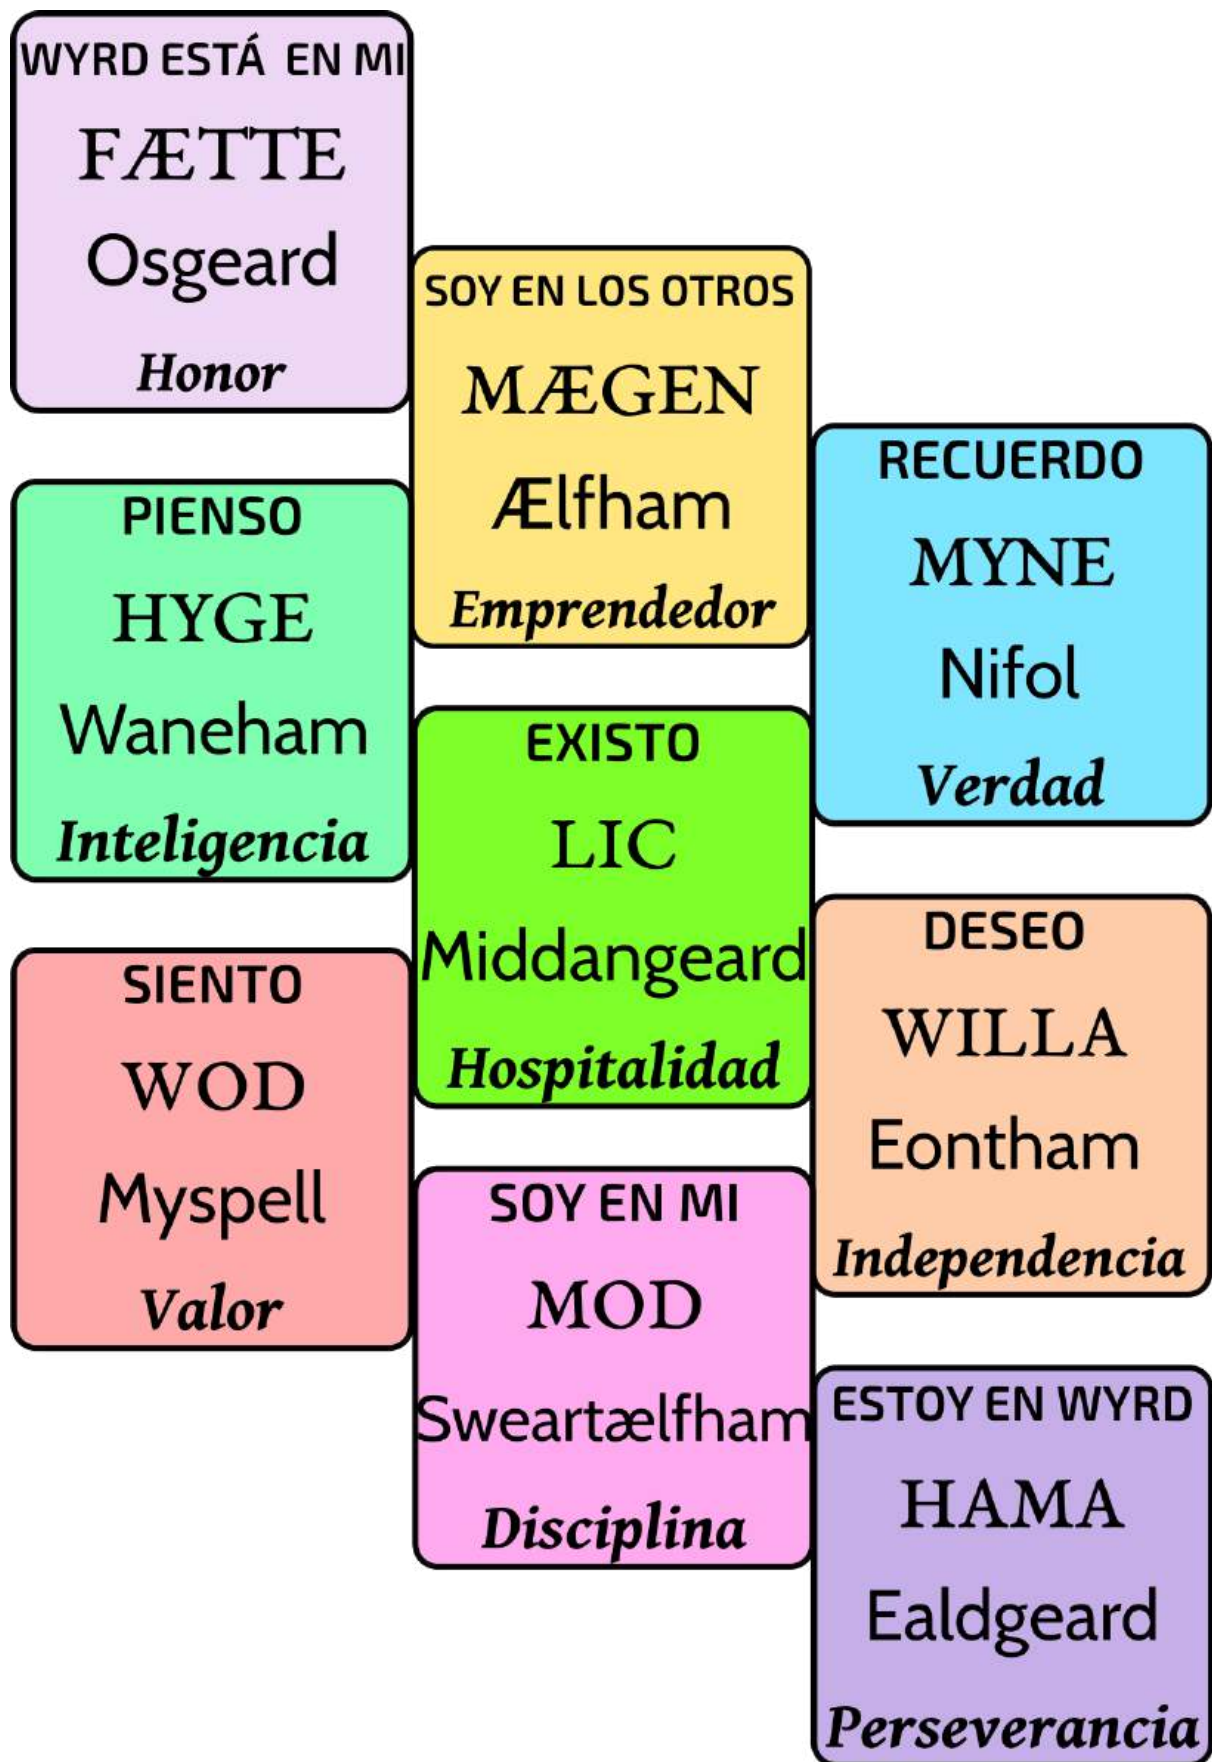 WYRD ESTÁ EN MI
FÆTTE
Osgeard
Honor
SOY EN LOS OTROS
MÆGEN
Ælfham
Emprendedor
RECUERDO
MYNE
Nifol
Verdad
PIENSO
HYGE
Waneham
Inteligencia
EXISTO
LIC
Middangeard
Hospitalidad
DESEO
WILLA
Eontham
Independencia
SIENTO
WOD
Myspell
Valor
SOY EN MI
MOD
Sweartælfham
Disciplina
ESTOY EN WYRD
HAMA
Ealdgeard
Perseverancia